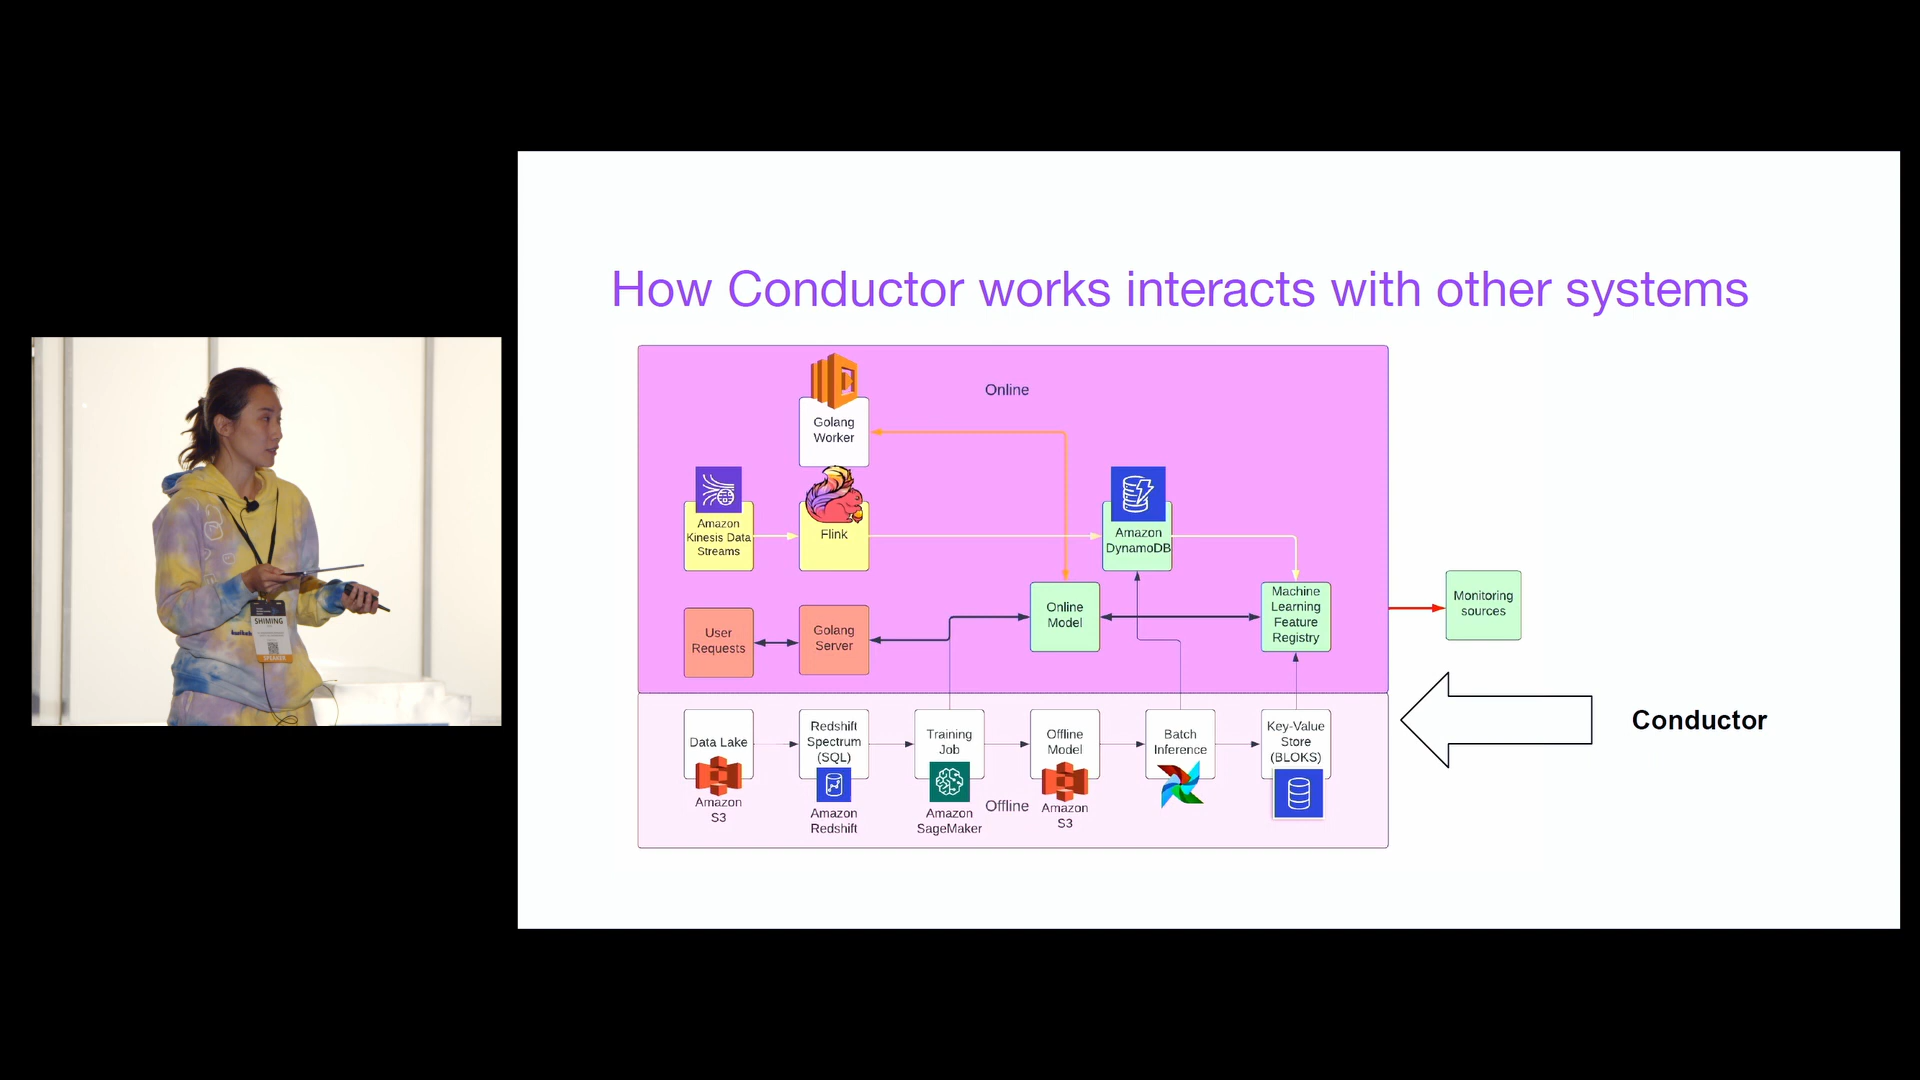 How Conductor works interacts with other systems
Online
Golang
Worker
Amazon
Kinesis Data
Streams
Flink
Amazon
DynamoDB
User
Requests
Golang
Server
Online
Model
Machine
Learning
Feature
Registry
Monitoring
sources
Conductor
Data Lake
Amazon
S3
Redshift
Spectrum
(SQL)
Amazon
Redshift
Training
Job
Amazon
SageMaker
Offline
Offline
Model
Amazon
S3
Batch
Inference
Key-Value
Store
(BLOKS)
SHIMING
SPEAKER